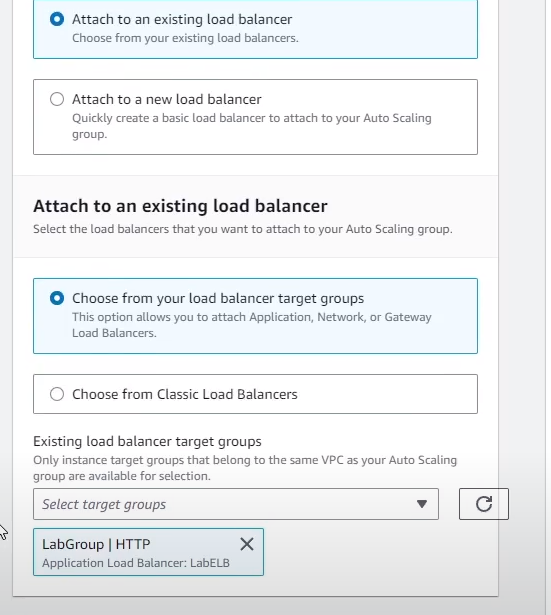 Attach to an existing load balancer
Choose from your existing load balancers.
Attach to a new load balancer
Quickly create a basic load balancer to attach to your Auto Scaling
group.
Attach to an existing load balancer
Select the load balancers that you want to attach to your Auto Scaling group.
Choose from your load balancer target groups
This option allows you to attach Application, Network, or Gateway
Load Balancers.
Choose from Classic Load Balancers
Existing load balancer target groups
Only instance target groups that belong to the same VPC as your Auto Scaling
group are available for selection.
Select target groups
LabGroup | HTTP
Application Load Balancer: LabELB